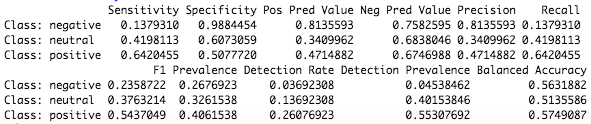 Sensitivity Specificity Pos Pred Value Neg Pred Value Precision Recall
Class: negative 0.1379310 0.9884454 0.8135593 0.7582595 0.8135593 0.1379310
Class: neutral 0.4198113 0.6073059 0.3409962 0.6838046 0.3409962 0.4198113
Class: positive 0.6420455 0.5077720 0.4714882 0.6746988 0.4714882 0.6420455
F1 Prevalence Detection Rate Detection Prevalence Balanced Accuracy
Class: negative 0.2358722 0.2676923 0.03692308 0.04538462 0.5631882
Class: neutral 0.3763214 0.3261538 0.13692308 0.40153846 0.5135586
Class: positive 0.5437049 0.4061538 0.26076923 0.55307692 0.5749087